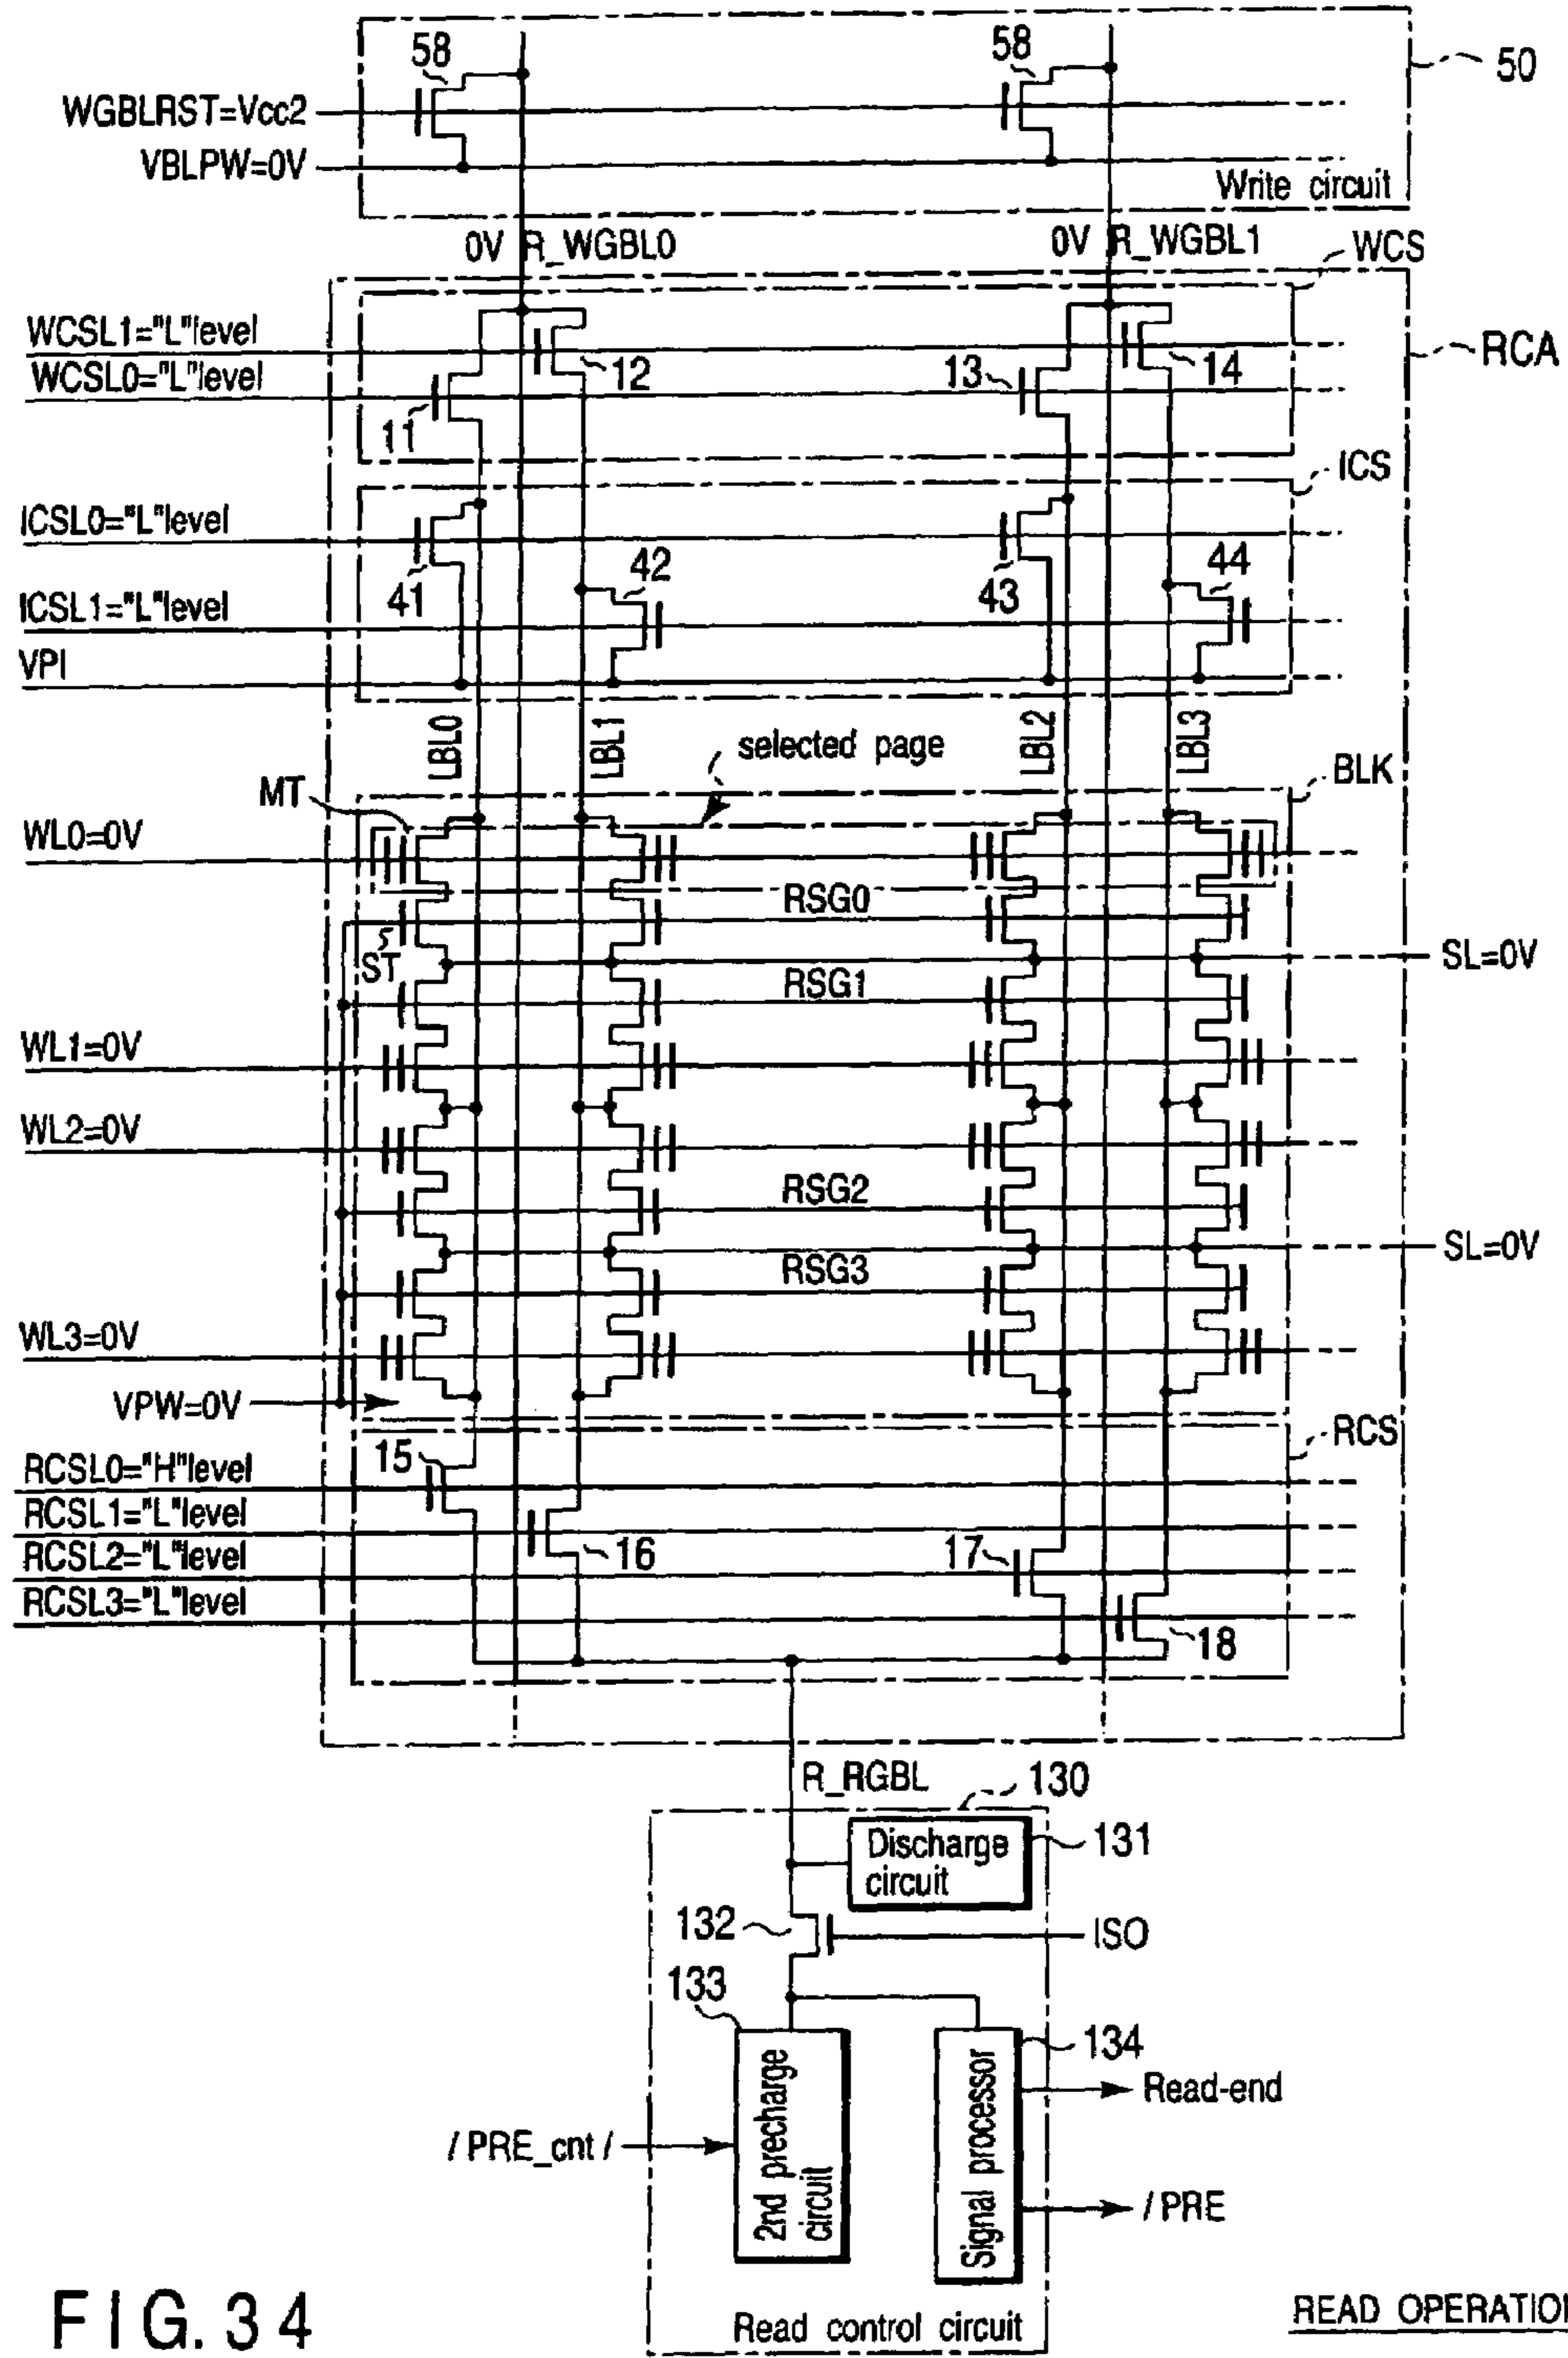 58
58
50
WGBLRST=Vcc2
VBLPW=0V
Write circuit
0V R_WGBL0
0V R_WGBL1
WCS
WCSL1="L"level
12
14
RCA
WCSL0="L"level
13
11
ICS
ICSL0="L"level
41
42
43
44
ICSL1="L"level
VPI
LBL0
LBL1
LBL2
LBL3
selected page
BLK
MT
WL0=0V
RSG0
ST
SL=0V
RSG1
WL1=0V
WL2=0V
RSG2
SL=0V
RSG3
WL3=0V
VPW=0V
RCS
15
RCSL0="H"level
RCSL1="L"level
16
17
RCSL2="L"level
RCSL3="L"level
18
R_RGBL
130
Discharge
circuit
131
132
ISO
133
134
2nd precharge
circuit
Signal processor
Read-end
/PRE_cnt/
/PRE
Read control circuit
FIG. 34
READ OPERATION